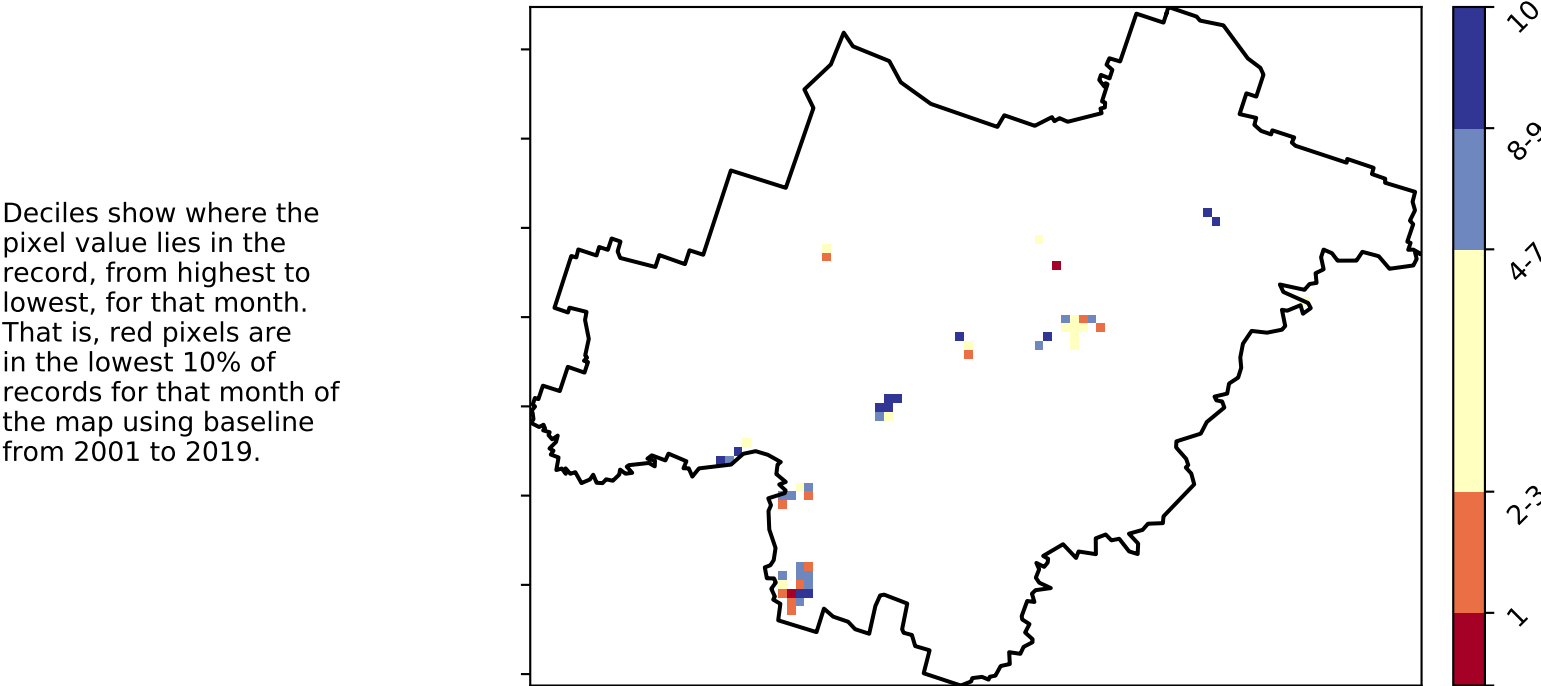 Deciles show where the
pixel value lies in the
record, from highest to
lowest, for that month.
That is, red pixels are
in the lowest 10% of
records for that month of
the map using baseline
from 2001 to 2019.
10
8-9
4-7
2-3
1